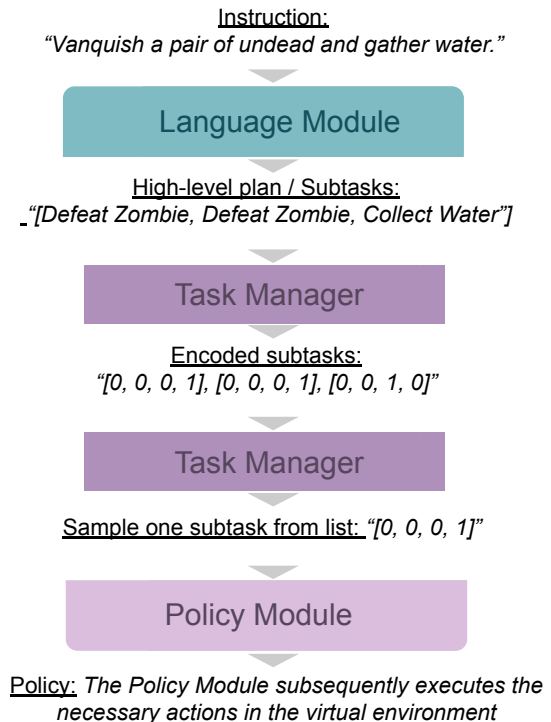 Instruction:
“Vanquish a pair of undead and gather water.”
Language Module
High-level plan / Subtasks:
“[Defeat Zombie, Defeat Zombie, Collect Water”]
Task Manager
Encoded subtasks:
“[0, 0, 0, 1], [0, 0, 0, 1], [0, 0, 1, 0]”
Task Manager
Sample one subtask from list: “[0, 0, 0, 1]”
Policy Module
Policy: The Policy Module subsequently executes the
necessary actions in the virtual environment